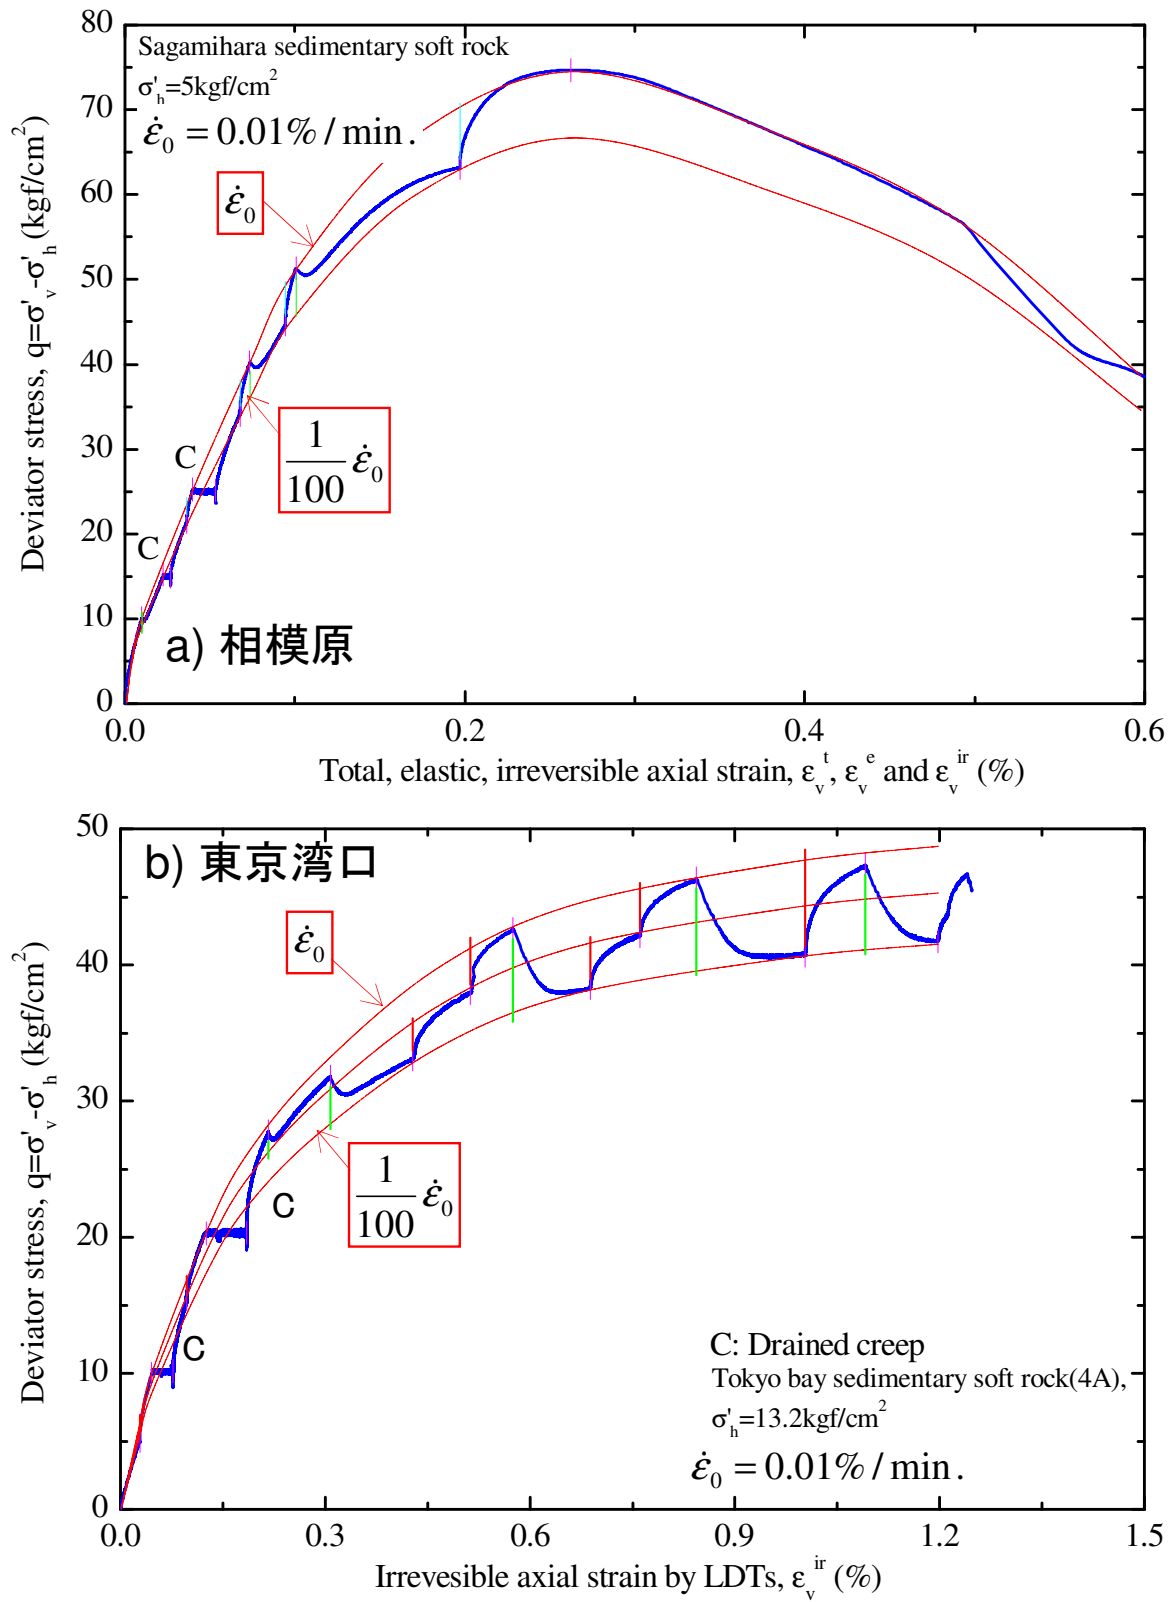 80
70
60
50
40
30
20
10
0
Deviator stress, q=σ'v-σ'h (kgf/cm2)
Sagamihara sedimentary soft rock
σ'h=5kgf/cm2
ε̇0 = 0.01% / min.
ε̇0
1/100 ε̇0
C
C
a) 相模原
0.0 0.2 0.4 0.6
Total, elastic, irreversible axial strain, εvt, εve and εvir (%)
50
40
30
20
10
0
Deviator stress, q=σ'v-σ'h (kgf/cm2)
b) 東京湾口
ε̇0
1/100 ε̇0
C
C
C: Drained creep
Tokyo bay sedimentary soft rock(4A),
σ'h=13.2kgf/cm2
ε̇0 = 0.01% / min.
0.0 0.3 0.6 0.9 1.2 1.5
Irrevesible axial strain by LDTs, εvir (%)